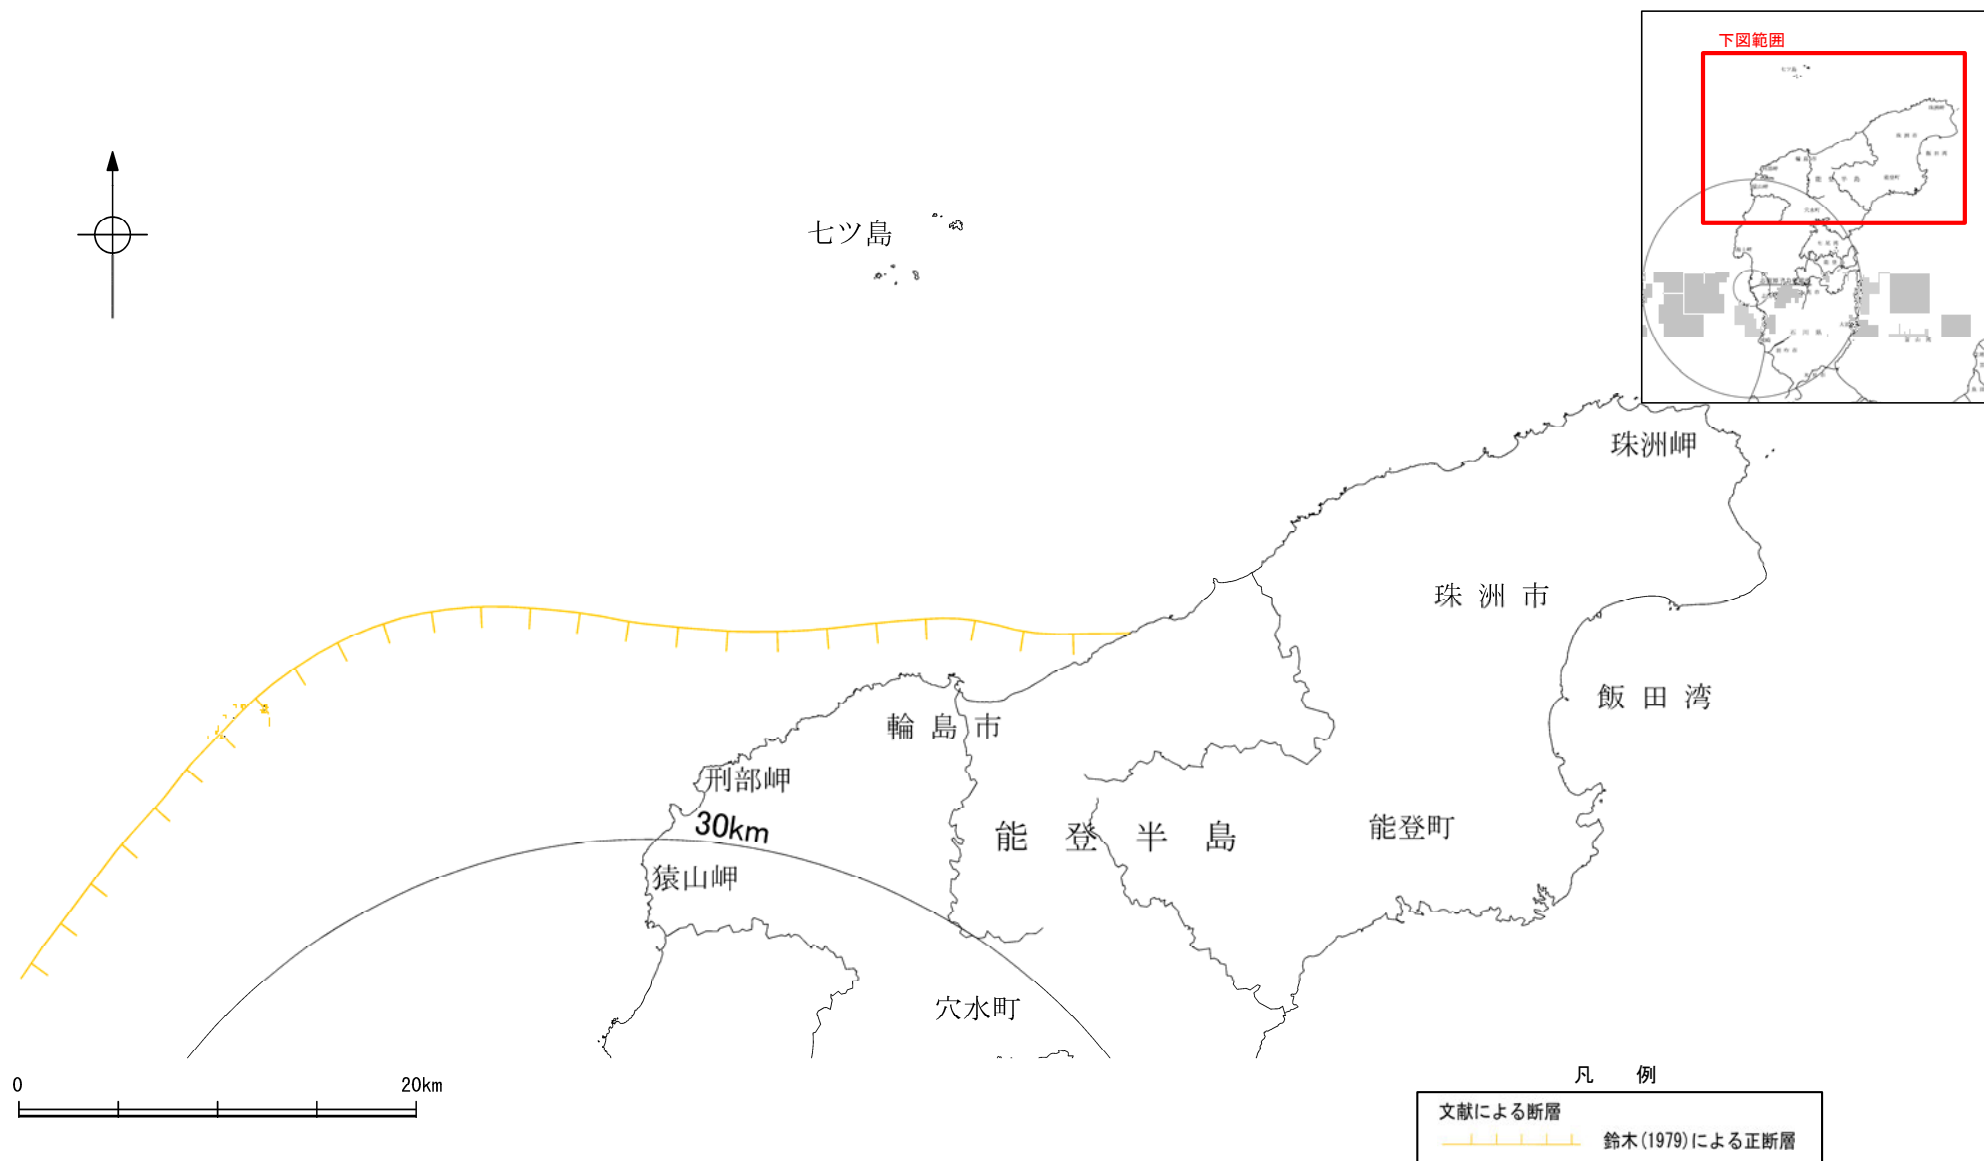 下図範囲
七ツ島
珠洲岬
珠洲市
飯田湾
輪島市
刑部岬
30km
能登半島
能登町
猿山岬
穴水町
0 20km
凡 例
文献による断層
鈴木(1979)による正断層